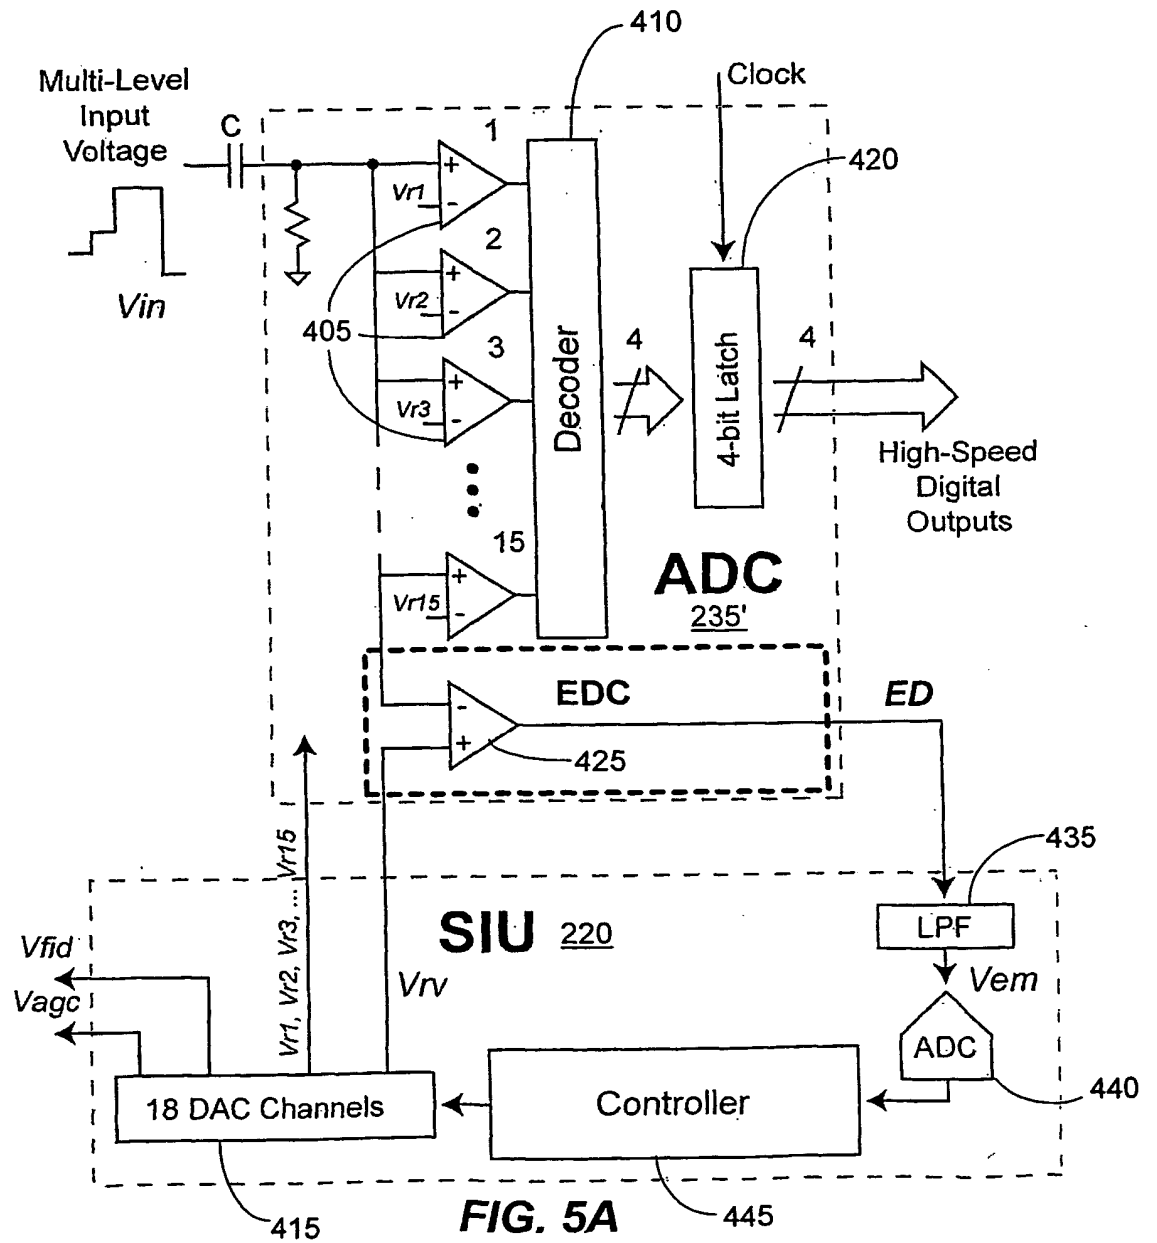 410
Multi-Level
Input
Voltage
C
1
Clock
420
+
Vr1
-
2
+
Vr2
-
405
Vin
3
+
Vr3
-
Decoder
4
4-bit Latch
4
High-Speed
Digital
Outputs
15
+
Vr15
-
ADC
235'
EDC
ED
-
+
425
435
Vr1, Vr2, Vr3, ... Vr15
SIU 220
LPF
Vfid
Vrv
Vem
Vagc
ADC
440
18 DAC Channels
Controller
415
FIG. 5A
445